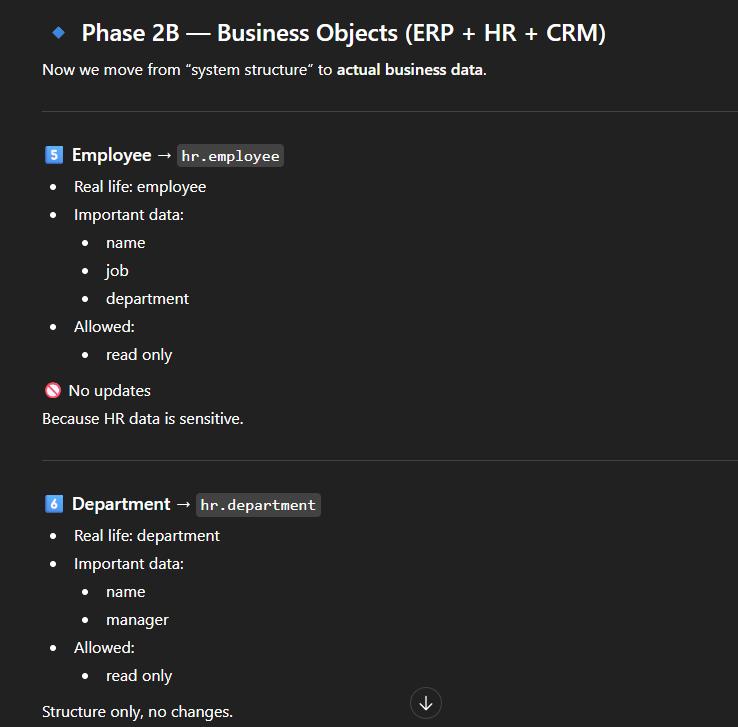 🔹 Phase 2B — Business Objects (ERP + HR + CRM)
Now we move from “system structure” to actual business data.
5️⃣ Employee → hr.employee
• Real life: employee
• Important data:
• name
• job
• department
• Allowed:
• read only
🚫 No updates
Because HR data is sensitive.
6️⃣ Department → hr.department
• Real life: department
• Important data:
• name
• manager
• Allowed:
• read only
Structure only, no changes.